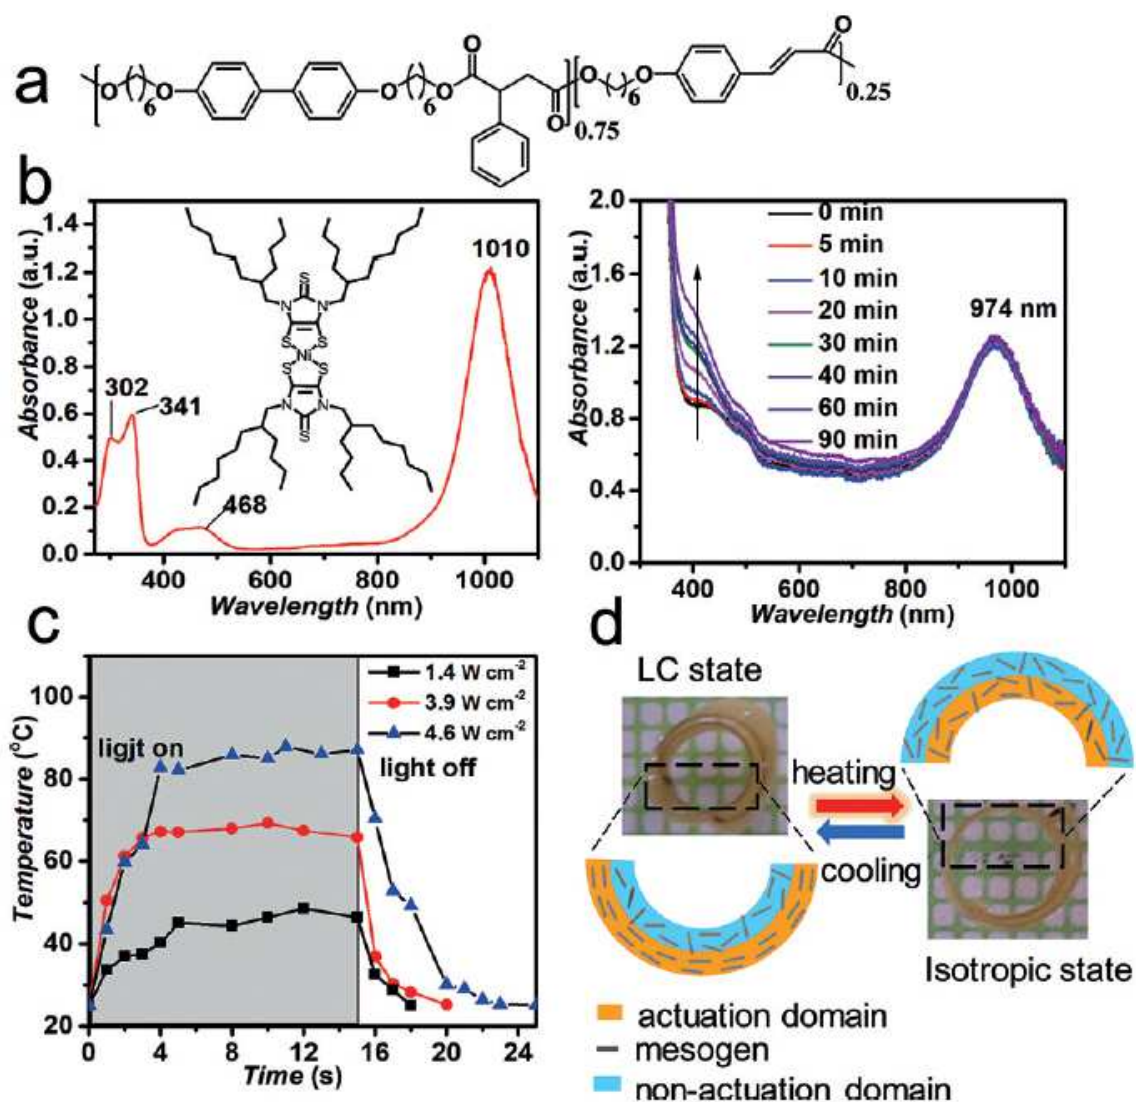 a
O
O
O
O
O
O
O
O
O
O
6
6
6
0.75
0.25
b
Absorbance (a.u.)
1.4
1.2
1.0
0.8
0.6
0.4
0.2
0.0
302
341
468
1010
S
N N
S S
Ni
S S
N N
S
400 600 800 1000
Wavelength (nm)
Absorbance (a.u.)
2.0
1.6
1.2
0.8
0.4
0.0
0 min
5 min
10 min
20 min
30 min
40 min
60 min
90 min
974 nm
400 600 800 1000
Wavelength (nm)
c
Temperature (°C)
100
80
60
40
20
ligjt on
light off
1.4 W cm-2
3.9 W cm-2
4.6 W cm-2
0 4 8 12 16 20 24
Time (s)
d
LC state
heating
cooling
Isotropic state
actuation domain
mesogen
non-actuation domain